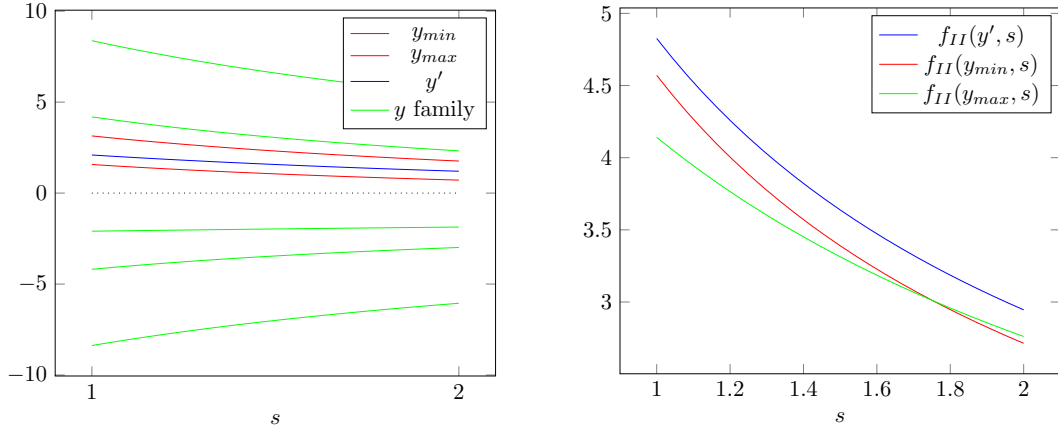 10
5
0
−5
−10
1
2
s
y_min
y_max
y′
y family
5
4.5
4
3.5
3
1
1.2
1.4
1.6
1.8
2
s
f_II(y′, s)
f_II(y_min, s)
f_II(y_max, s)